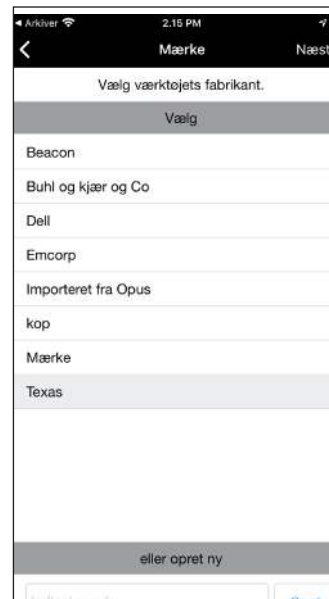 ◀ Arkiver 2.15 PM
Mærke Næst
Vælg værktøjets fabrikant.
Vælg
Beacon
Buhl og kjær og Co
Dell
Emcorp
Importeret fra Opus
kop
Mærke
Texas
eller opret ny